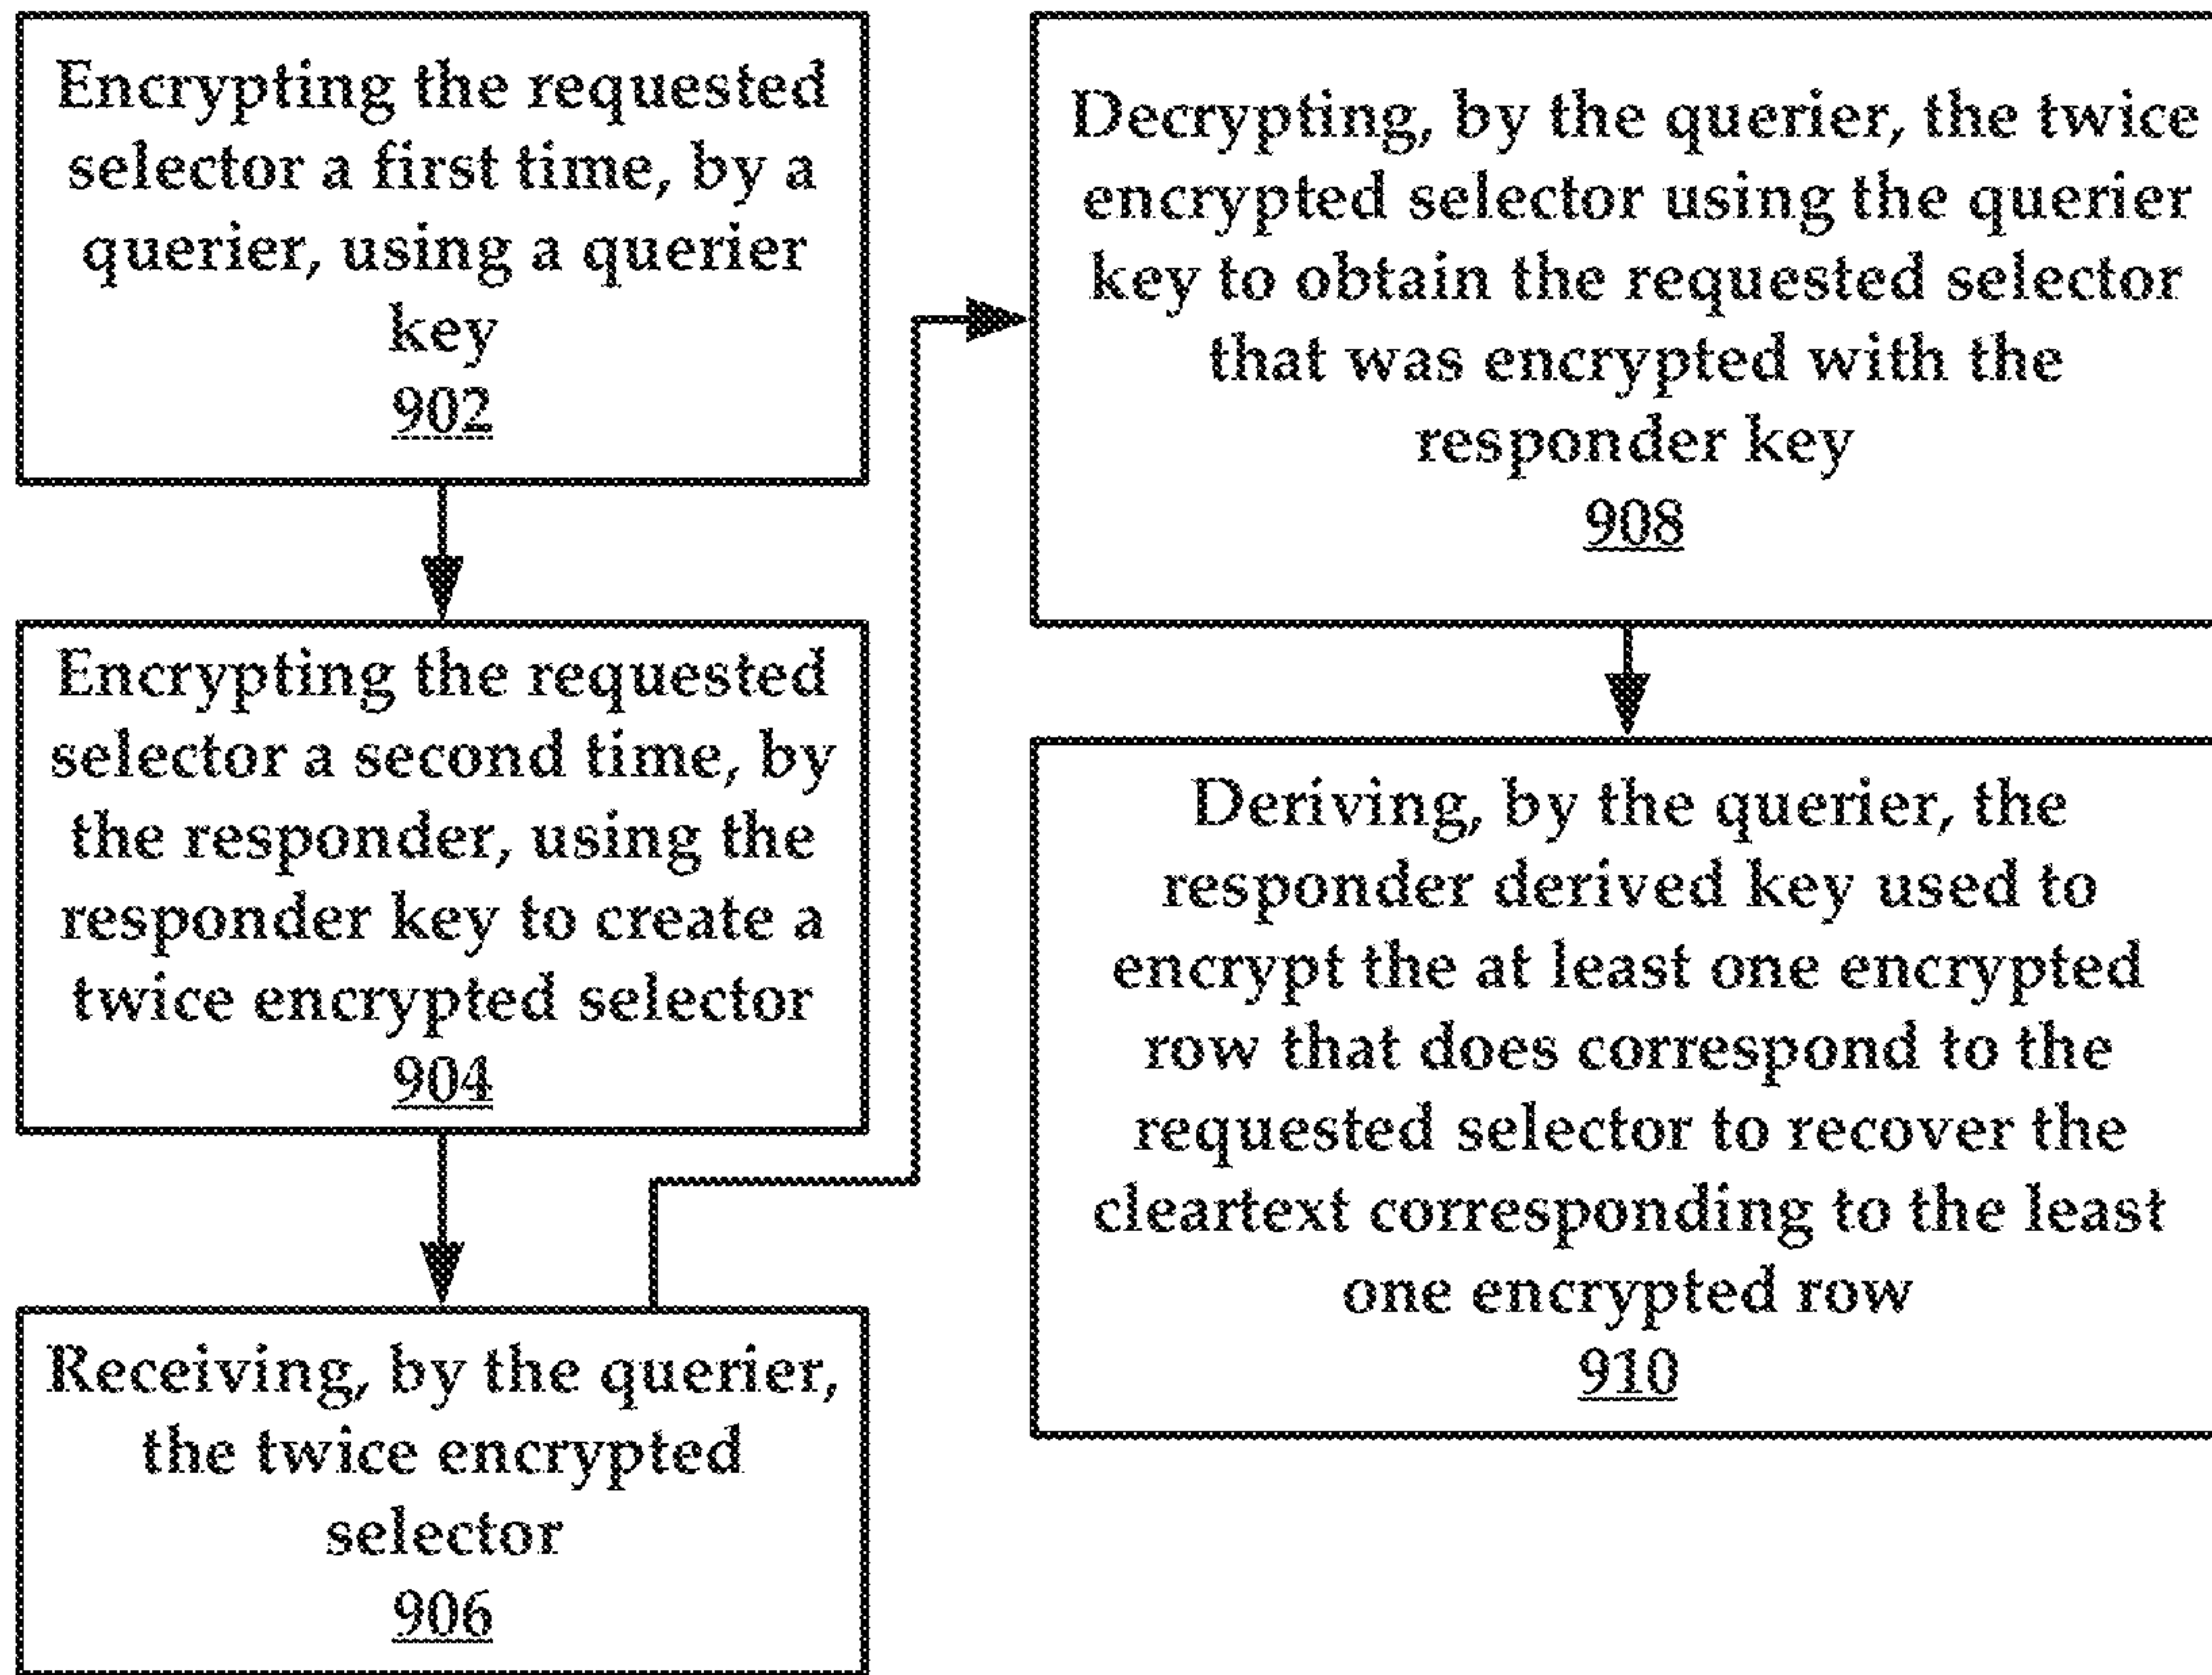 Encrypting the requested
selector a first time, by a
querier, using a querier
key
902
Encrypting the requested
selector a second time, by
the responder, using the
responder key to create a
twice encrypted selector
904
Receiving, by the querier,
the twice encrypted
selector
906
Decrypting, by the querier, the twice
encrypted selector using the querier
key to obtain the requested selector
that was encrypted with the
responder key
908
Deriving, by the querier, the
responder derived key used to
encrypt the at least one encrypted
row that does correspond to the
requested selector to recover the
cleartext corresponding to the least
one encrypted row
910